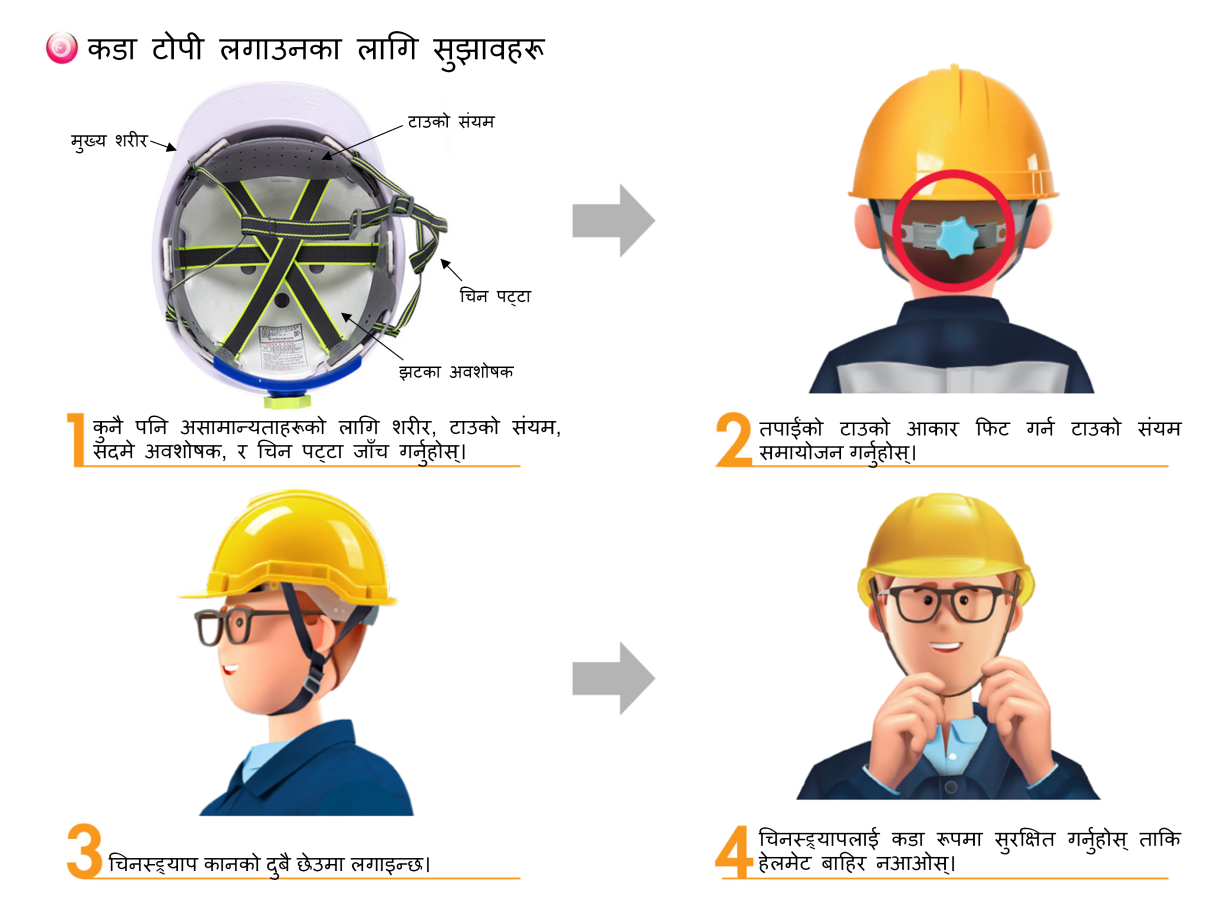 कडा टोपी लगाउनका लागि सुझावहरू
टाउको संयम
मुख्य शरीर
चिन पट्टा
झटका अवशोषक
1 कुनै पनि असामान्यताहरूको लागि शरीर, टाउको संयम,
सदमे अवशोषक, र चिन पट्टा जाँच गर्नुहोस्।
2 तपाईंको टाउको आकार फिट गर्न टाउको संयम
समायोजन गर्नुहोस्।
3 चिनस्ड्र्याप कानको दुबै छेउमा लगाइन्छ।
4 चिनस्ड्र्यापलाई कडा रूपमा सुरक्षित गर्नुहोस् ताकि
हेलमेट बाहिर नआओस्।